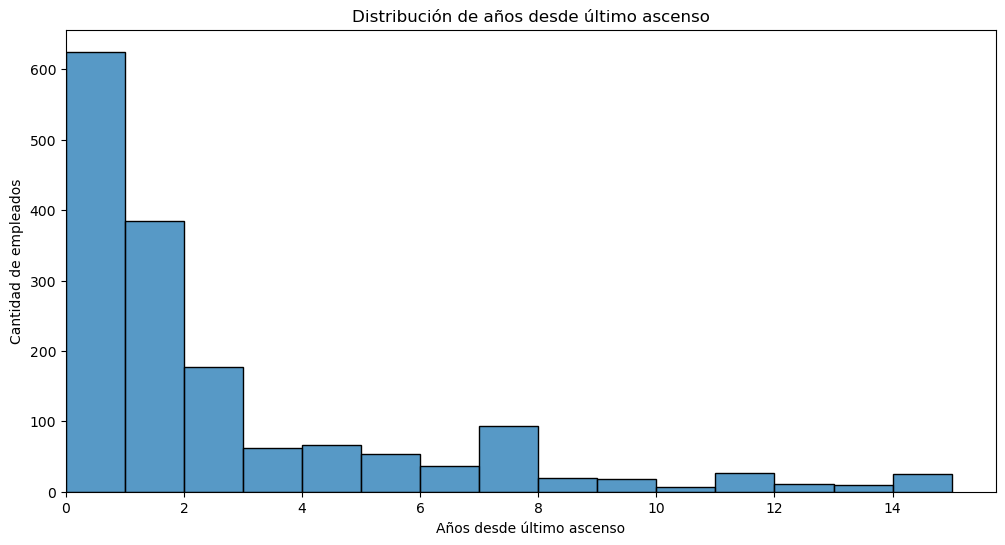 Distribución de años desde último ascenso
Cantidad de empleados
600
500
400
300
200
100
0
0 2 4 6 8 10 12 14
Años desde último ascenso